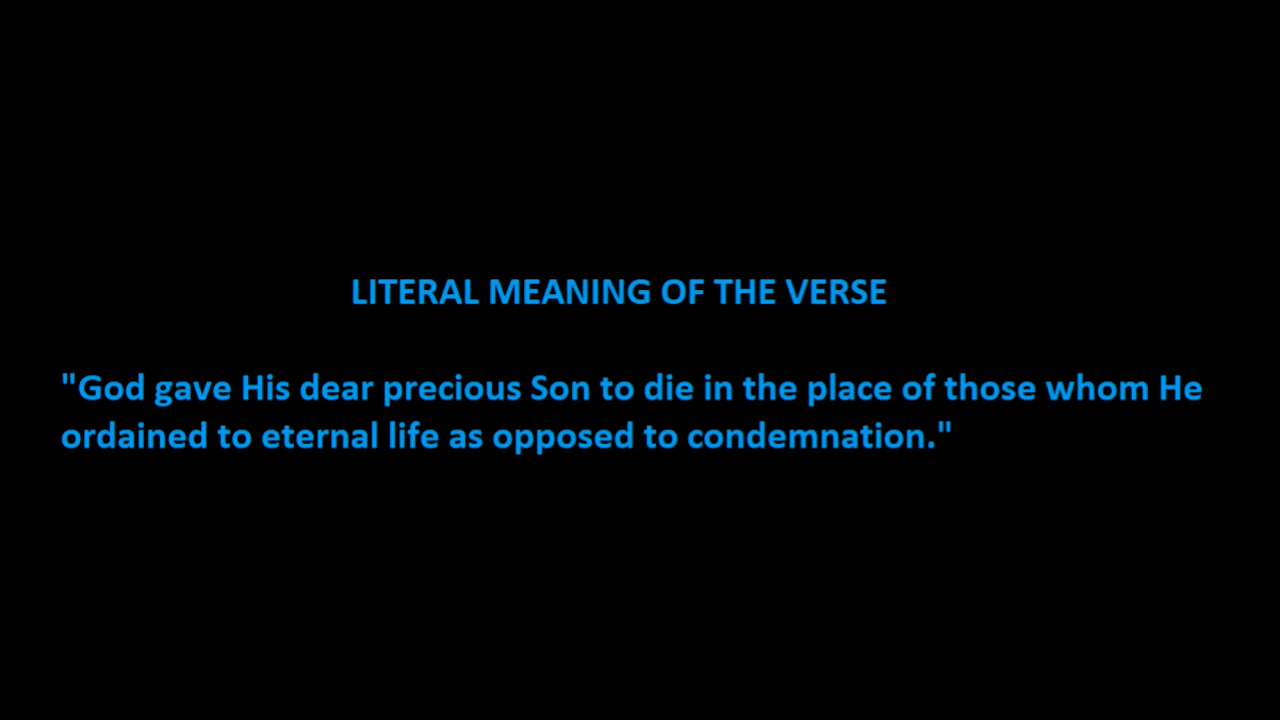 LITERAL MEANING OF THE VERSE
"God gave His dear precious Son to die in the place of those whom He
ordained to eternal life as opposed to condemnation."